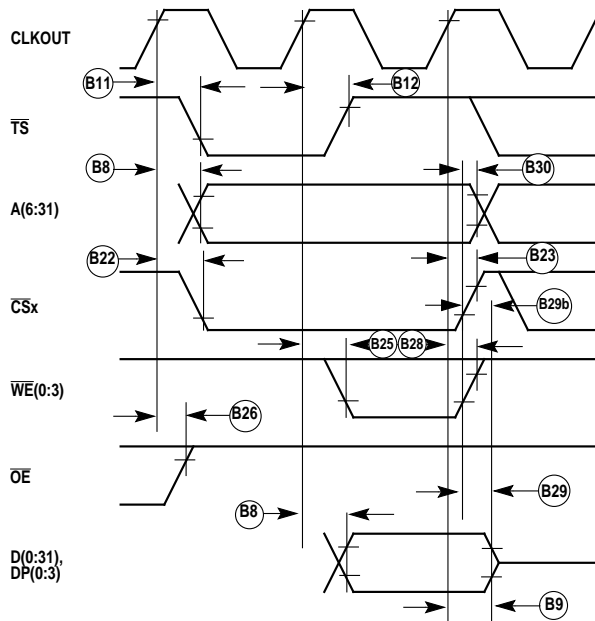 CLKOUT
B11
B12
TS
B8
B30
A(6:31)
B22
B23
CSx
B29b
B25
B28
WE(0:3)
B26
OE
B29
B8
D(0:31),
DP(0:3)
B9